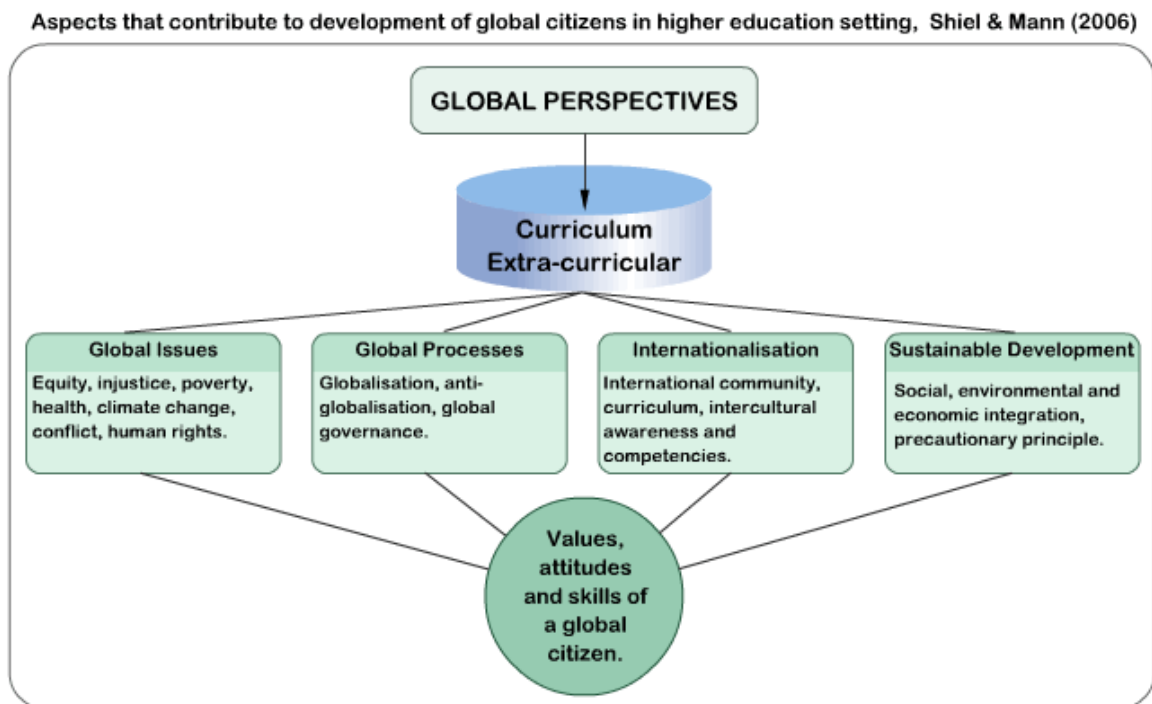 Aspects that contribute to development of global citizens in higher education setting, Shiel & Mann (2006)
GLOBAL PERSPECTIVES
Curriculum
Extra-curricular
Global Issues
Equity, injustice, poverty,
health, climate change,
conflict, human rights.
Global Processes
Globalisation, anti-
globalisation, global
governance.
Internationalisation
International community,
curriculum, intercultural
awareness and
competencies.
Sustainable Development
Social, environmental and
economic integration,
precautionary principle.
Values,
attitudes
and skills of
a global
citizen.